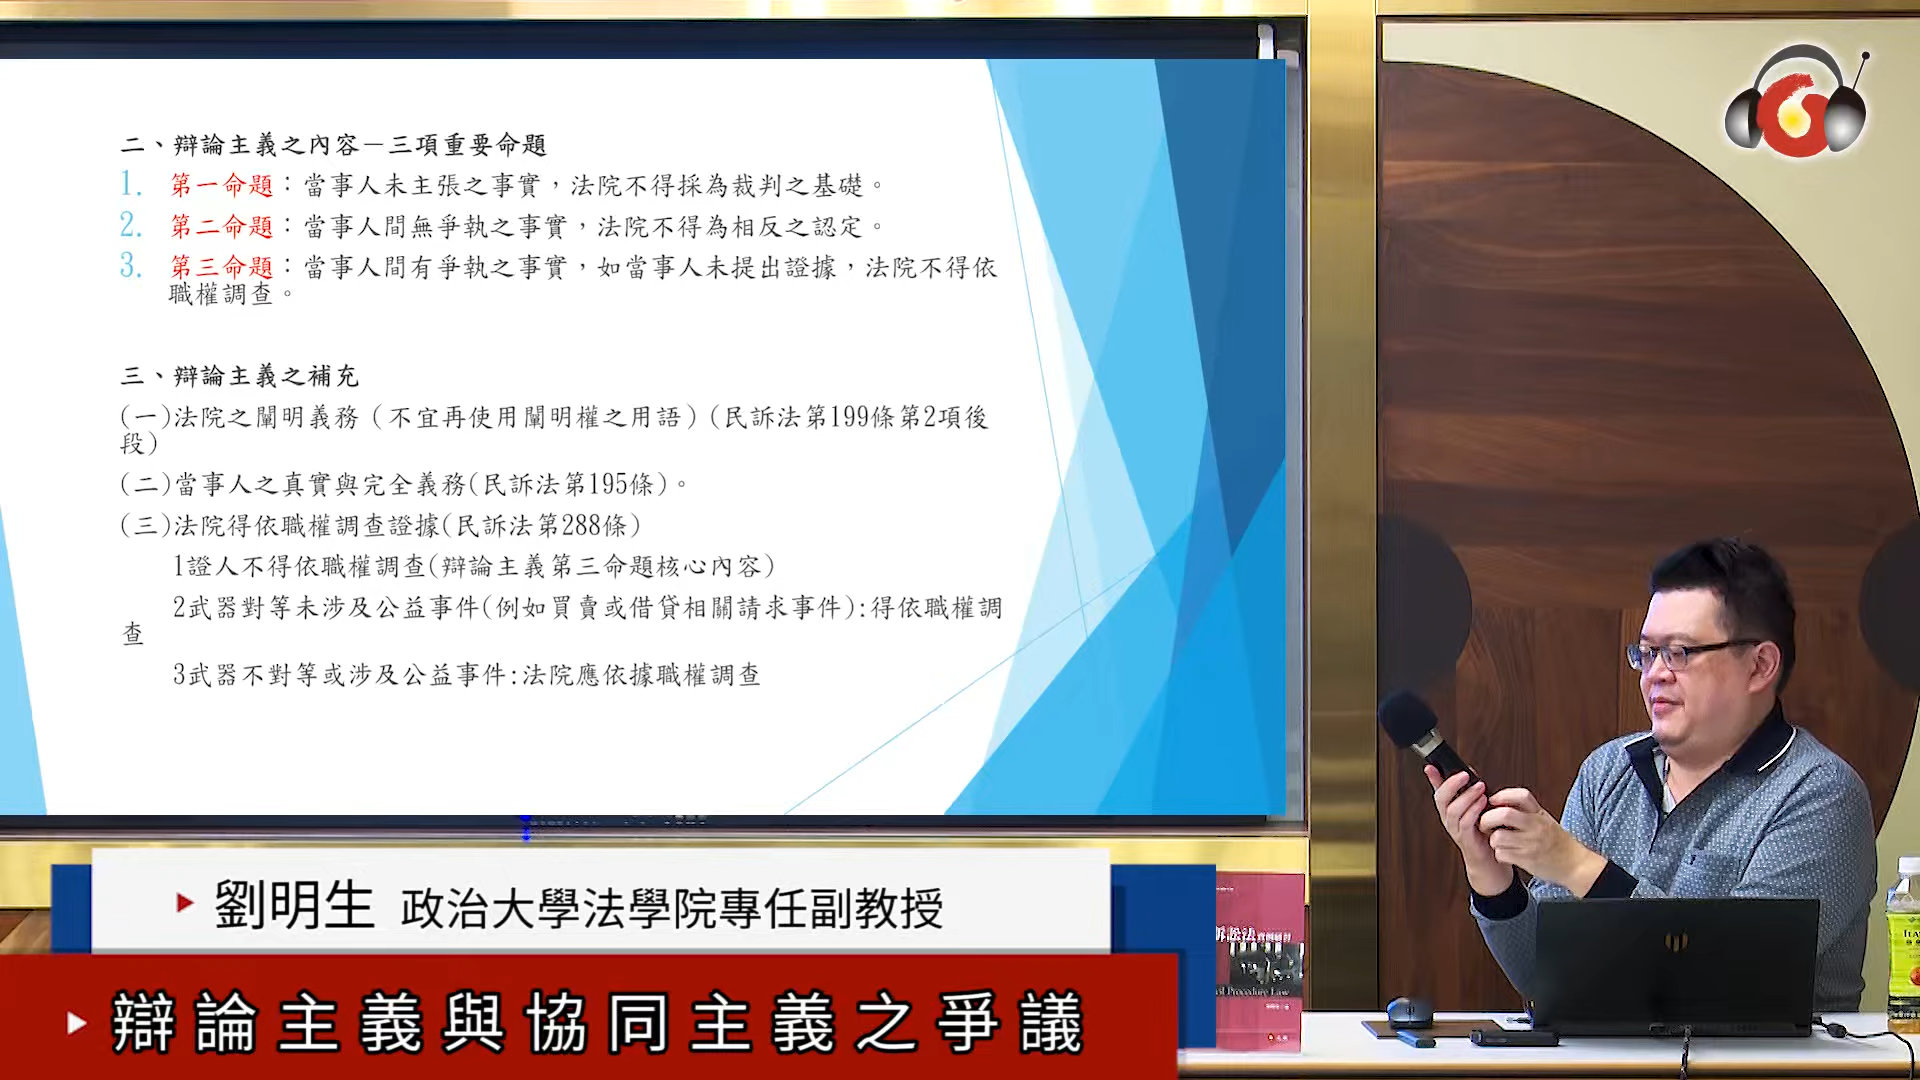 二、辯論主義之內容－三項重要命題
1. 第一命題：當事人未主張之事實，法院不得採為裁判之基礎。
2. 第二命題：當事人間無爭執之事實，法院不得為相反之認定。
3. 第三命題：當事人間有爭執之事實，如當事人未提出證據，法院不得依
職權調查。
三、辯論主義之補充
(一)法院之闡明義務（不宜再使用闡明權之用語）(民訴法第199條第2項後
段)
(二)當事人之真實與完全義務(民訴法第195條)。
(三)法院得依職權調查證據(民訴法第288條)
1證人不得依職權調查(辯論主義第三命題核心內容)
2武器對等未涉及公益事件(例如買賣或借貸相關請求事件):得依職權調
查
3武器不對等或涉及公益事件:法院應依據職權調查
劉明生 政治大學法學院專任副教授
辯論主義與協同主義之爭議
訴訟法
Procedure Law